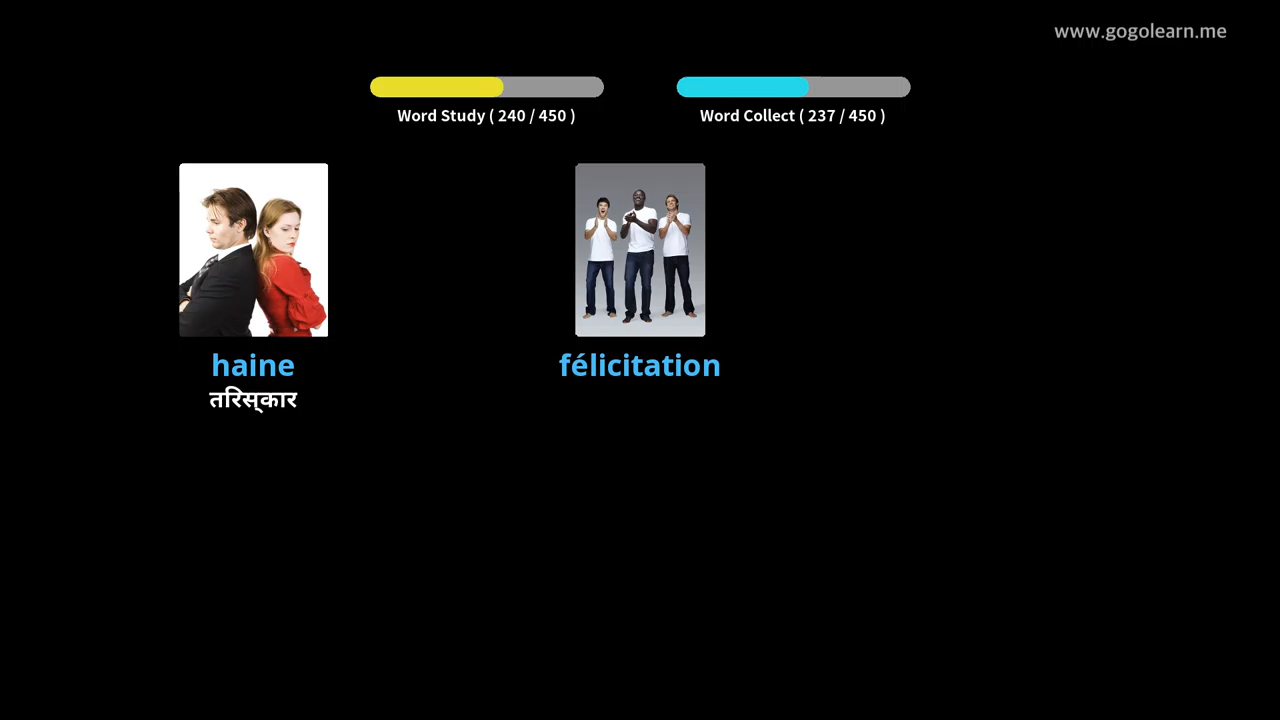 www.gogolearn.me
Word Study ( 240 / 450 )
Word Collect ( 237 / 450 )
haine
तरिस्‌कार
félicitation